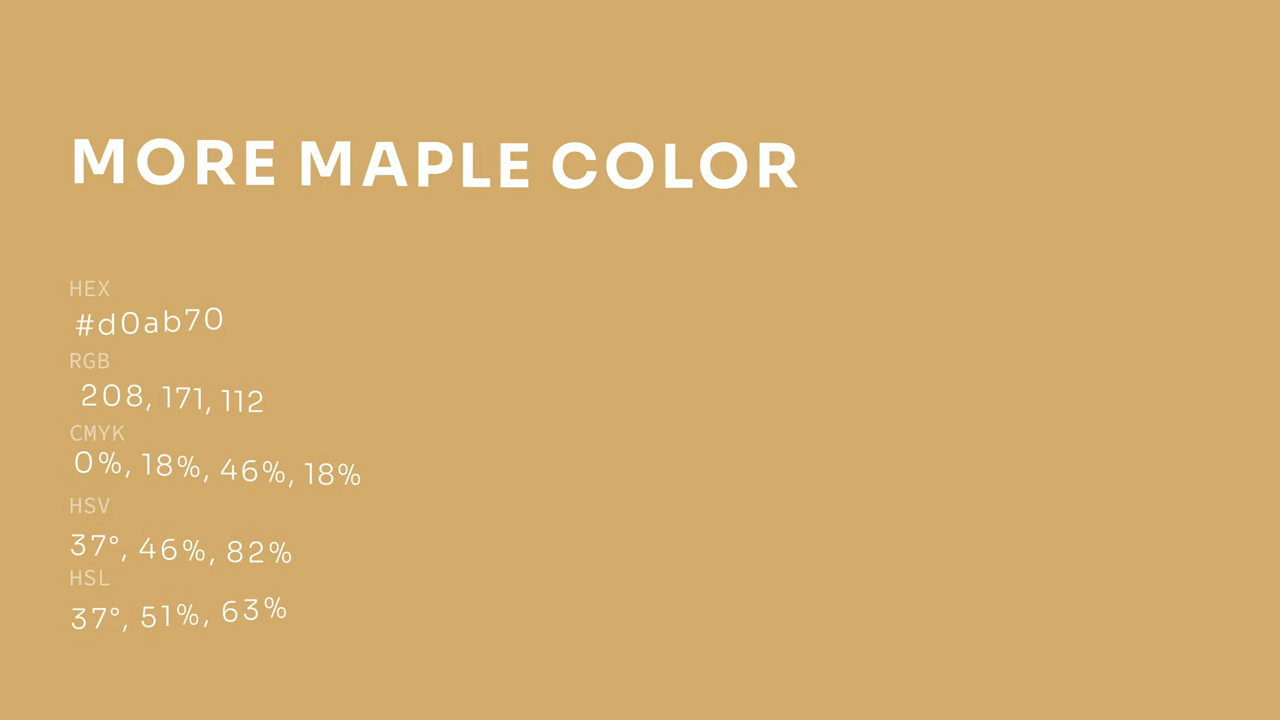 MORE MAPLE COLOR
HEX
#d0ab70
RGB
208, 171, 112
CMYK
0%, 18%, 46%, 18%
HSV
37°, 46%, 82%
HSL
37°, 51%, 63%